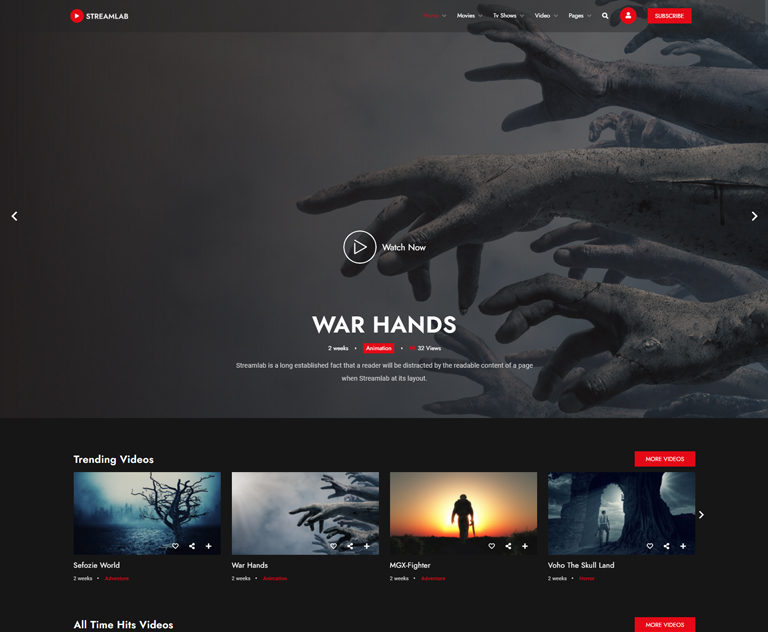 STREAMLAB
Home Movies Tv Shows Video Pages SUBSCRIBE
Watch Now
WAR HANDS
2 weeks • Animation • 32 Views
Streamlab is a long established fact that a reader will be distracted by the readable content of a page
when Streamlab at its layout.
Trending Videos MORE VIDEOS
Sefozie World War Hands MGX-Fighter Voho The Skull Land
2 weeks • Adventure 2 weeks • Animation 2 weeks • Adventure 2 weeks • Horror
All Time Hits Videos MORE VIDEOS